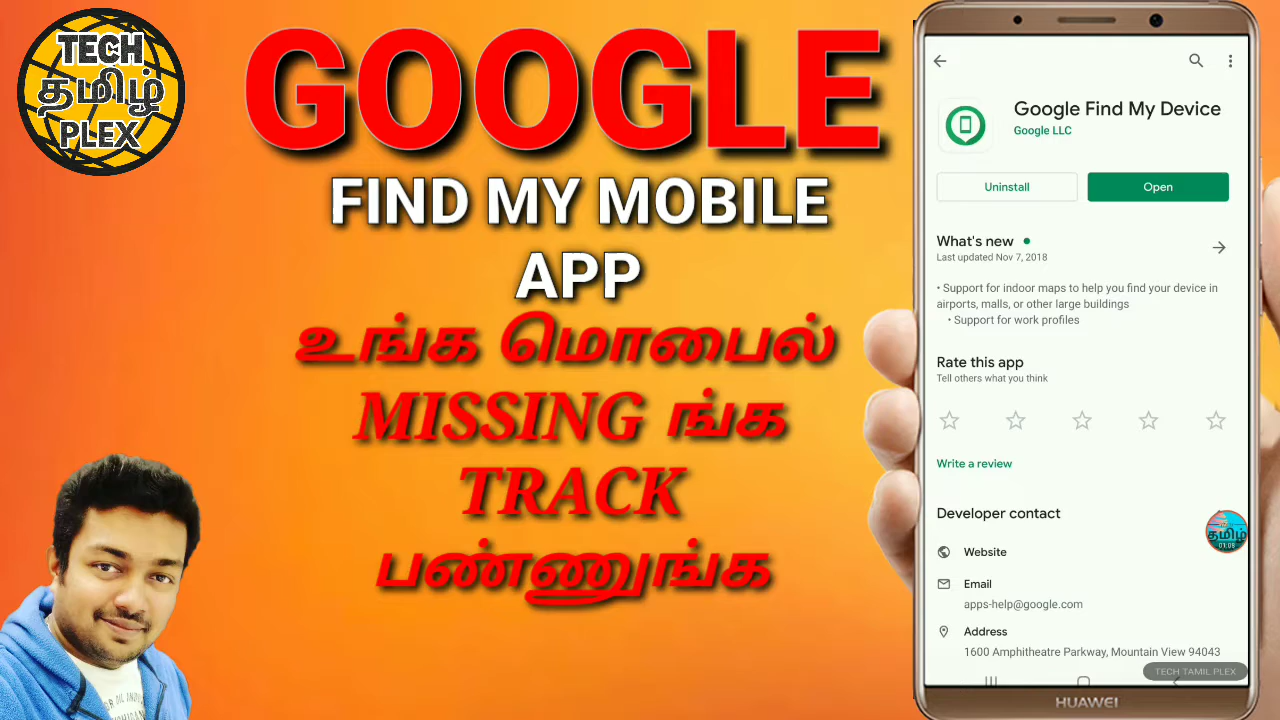 TECH
தமிழ்
PLEX
GOOGLE
FIND MY MOBILE
APP
உங்க மொபைல்
MISSING ங்க
TRACK
பண்ணுங்க
Google Find My Device
Google LLC
Uninstall
Open
What's new
Last updated Nov 7, 2018
• Support for indoor maps to help you find your device in
airports, malls, or other large buildings
• Support for work profiles
Rate this app
Tell others what you think
Write a review
Developer contact
தமிழ்
01:08
Website
Email
apps-help@google.com
Address
1600 Amphitheatre Parkway, Mountain View 94043
TECH TAMIL PLEX
HUAWEI